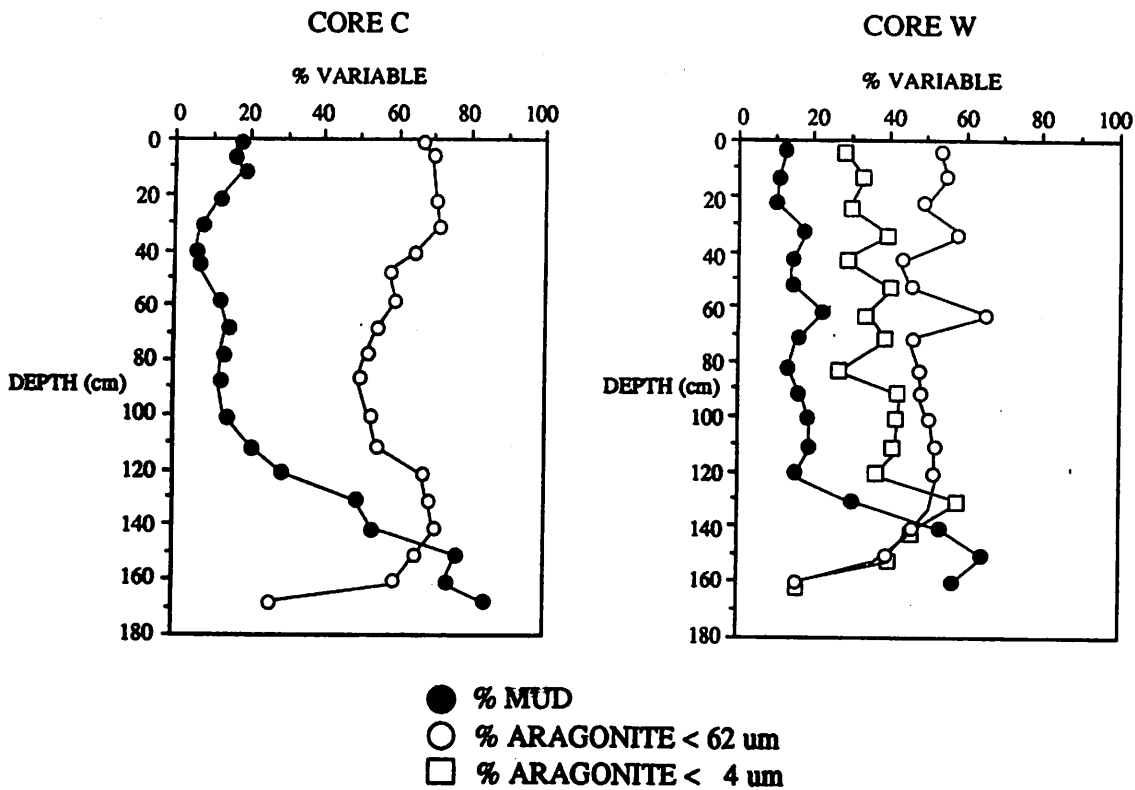 CORE C
% VARIABLE
0 20 40 60 80 100
0
20
40
60
80
DEPTH (cm)
100
120
140
160
180
CORE W
% VARIABLE
0 20 40 60 80 100
0
20
40
60
80
DEPTH (cm)
100
120
140
160
180
% MUD
% ARAGONITE < 62 um
% ARAGONITE < 4 um